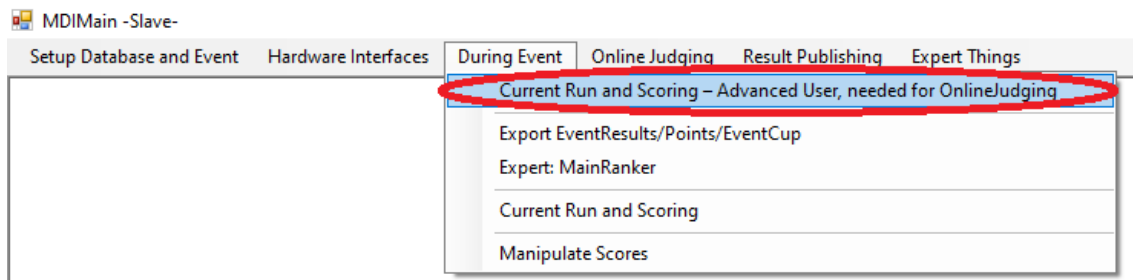 MDIMain -Slave-
Setup Database and Event Hardware Interfaces During Event Online Judging Result Publishing Expert Things
Current Run and Scoring – Advanced User, needed for OnlineJudging
Export EventResults/Points/EventCup
Expert: MainRanker
Current Run and Scoring
Manipulate Scores